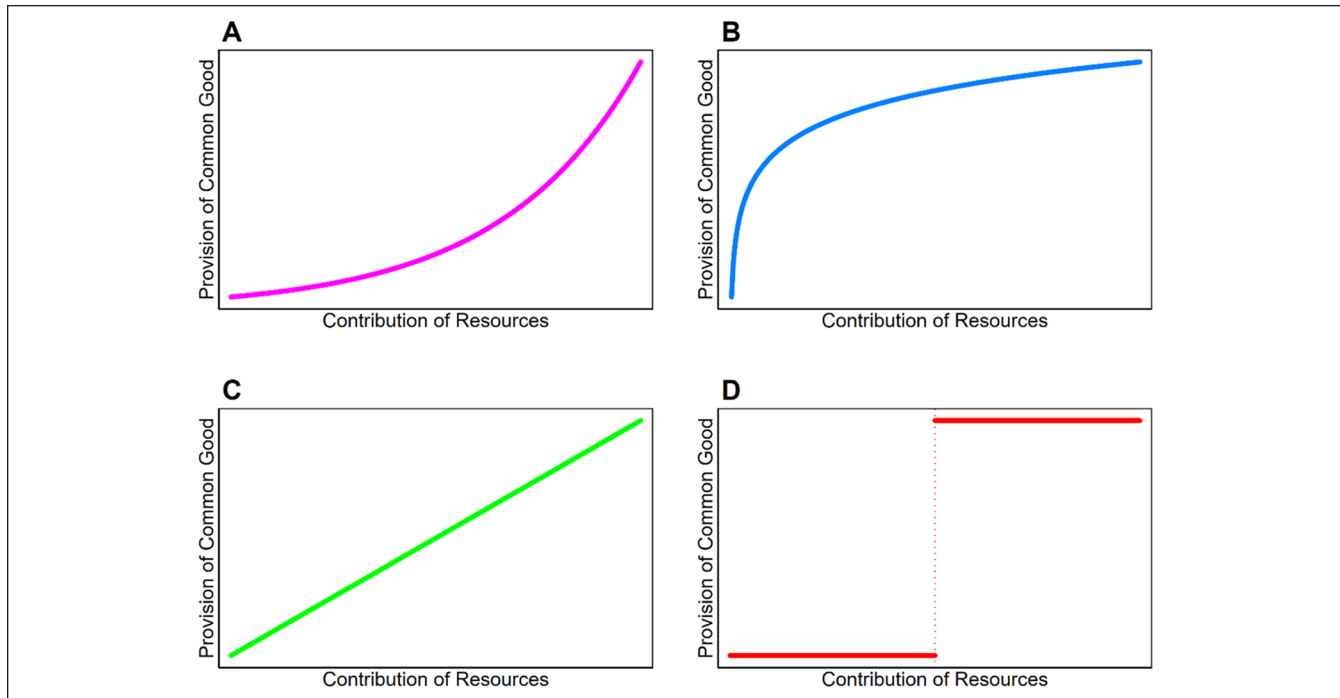 A
Provision of Common Good
Contribution of Resources
B
Provision of Common Good
Contribution of Resources
C
Provision of Common Good
Contribution of Resources
D
Provision of Common Good
Contribution of Resources